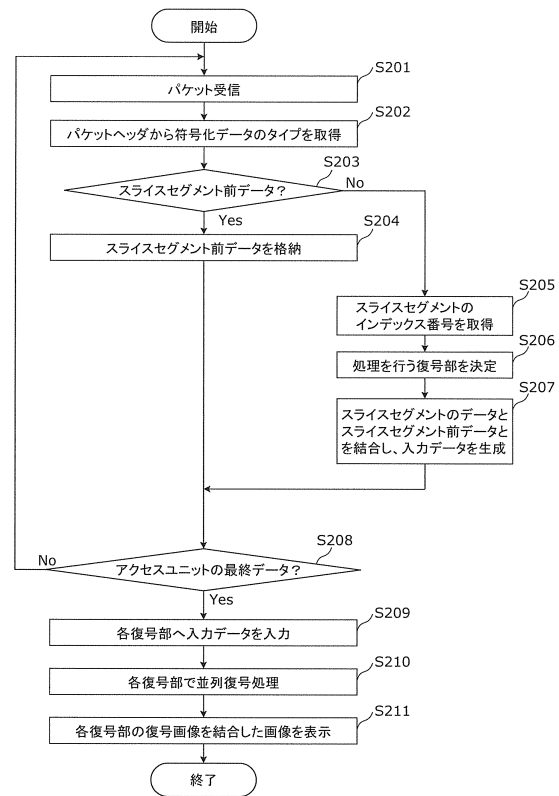 開始
S201
パケット受信
S202
パケットヘッダから符号化データのタイプを取得
S203
スライスセグメント前データ？
No
Yes
S204
スライスセグメント前データを格納
S205
スライスセグメントの
インデックス番号を取得
S206
処理を行う復号部を決定
S207
スライスセグメントのデータと
スライスセグメント前データと
を結合し、入力データを生成
S208
アクセスユニットの最終データ？
No
Yes
S209
各復号部へ入力データを入力
S210
各復号部で並列復号処理
S211
各復号部の復号画像を結合した画像を表示
終了